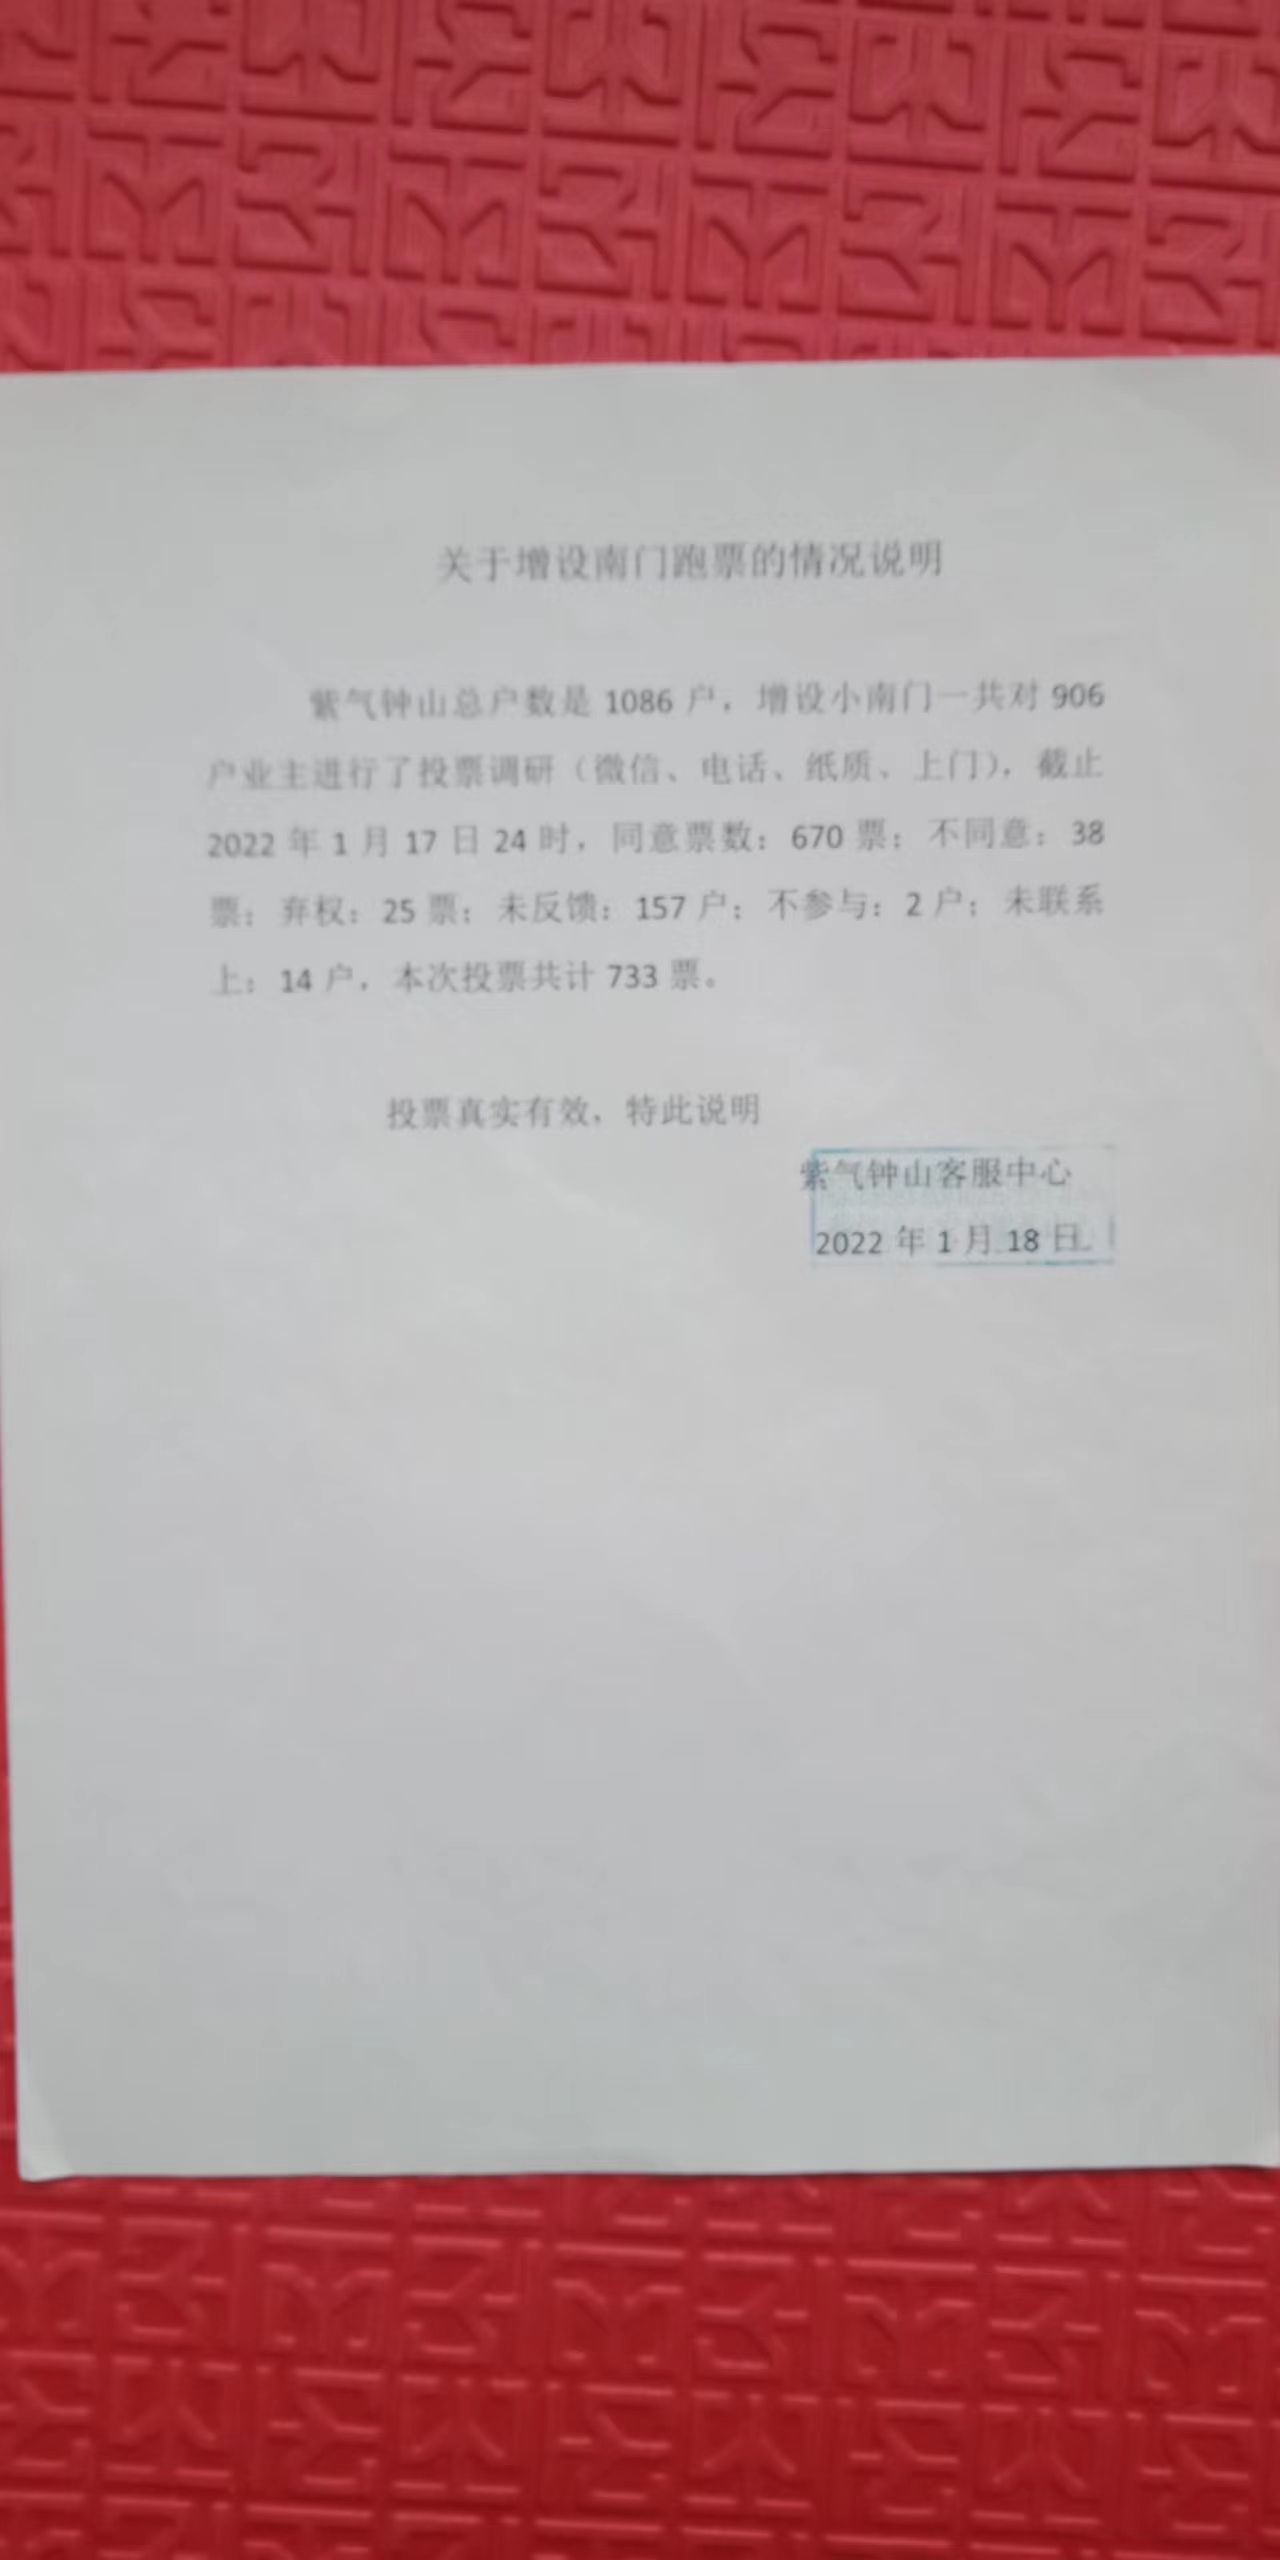 关于增设南门跑票的情况说明
紫气钟山总户数是 1086 户，增设小南门一共对 906
户业主进行了投票调研（微信、电话、纸质、上门），截止
2022 年 1 月 17 日 24 时，同意票数：670 票；不同意：38
票；弃权：25 票；未反馈：157 户；不参与：2 户；未联系
上：14 户，本次投票共计 733 票。
投票真实有效，特此说明
紫气钟山客服中心
2022 年 1 月 18 日